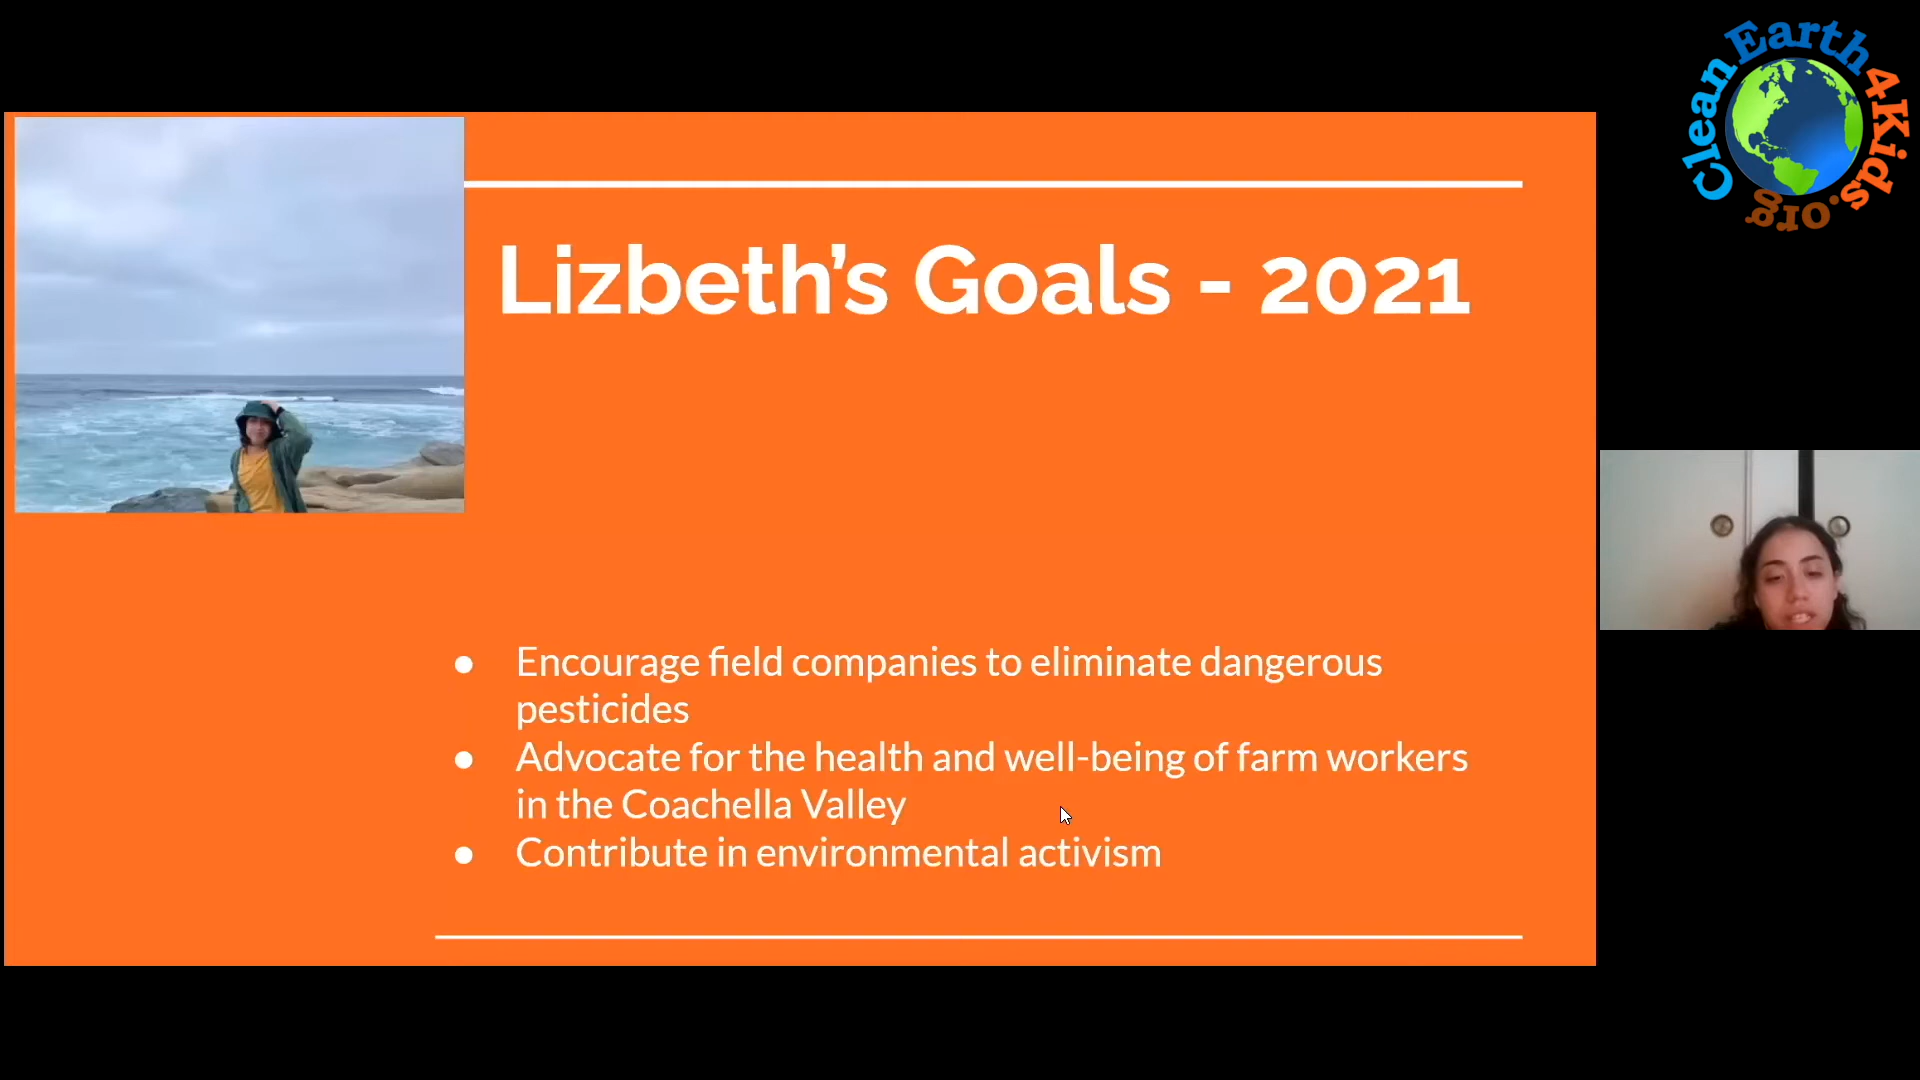 CleanEarth4Kids.org
Lizbeth’s Goals - 2021
● Encourage field companies to eliminate dangerous
pesticides
● Advocate for the health and well-being of farm workers
in the Coachella Valley
● Contribute in environmental activism